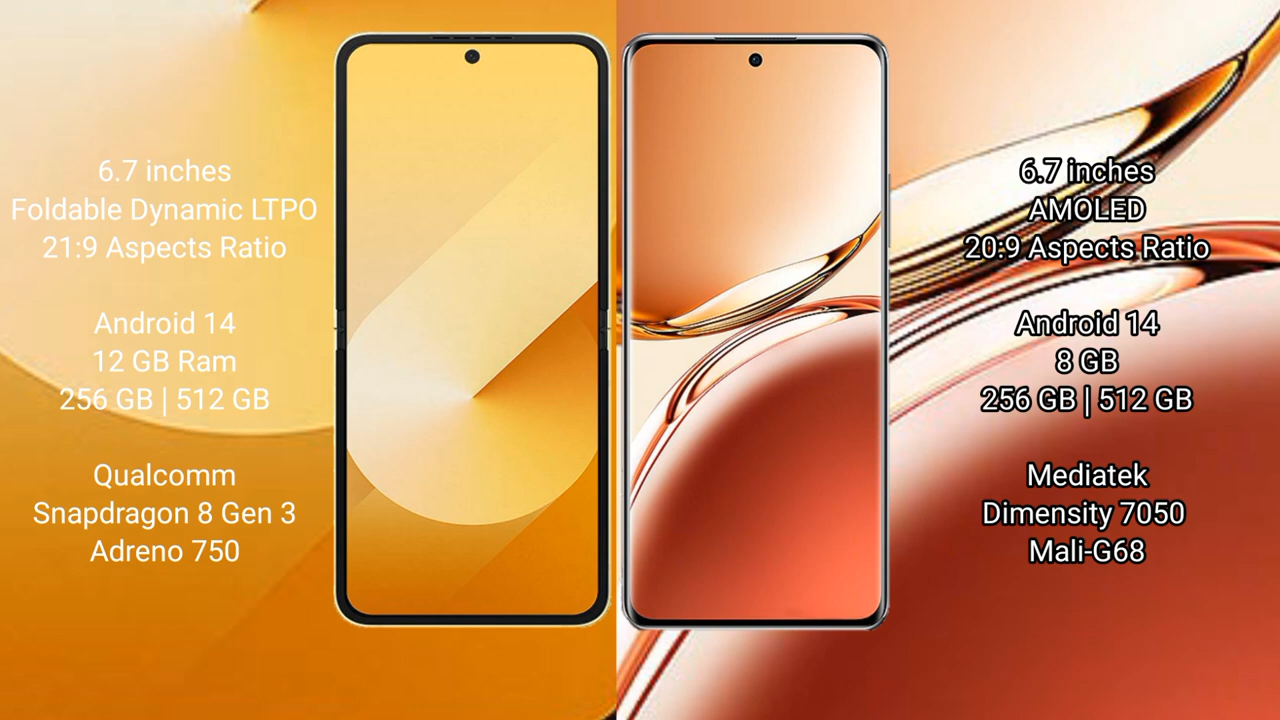 6.7 inches
Foldable Dynamic LTPO
21:9 Aspects Ratio
Android 14
12 GB Ram
256 GB | 512 GB
Qualcomm
Snapdragon 8 Gen 3
Adreno 750
6.7 inches
AMOLED
20:9 Aspects Ratio
Android 14
8 GB
256 GB | 512 GB
Mediatek
Dimensity 7050
Mali-G68